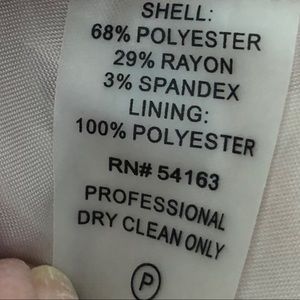 SHELL:
68% POLYESTER
29% RAYON
3% SPANDEX
LINING:
100% POLYESTER
RN# 54163
PROFESSIONAL
DRY CLEAN ONLY
P